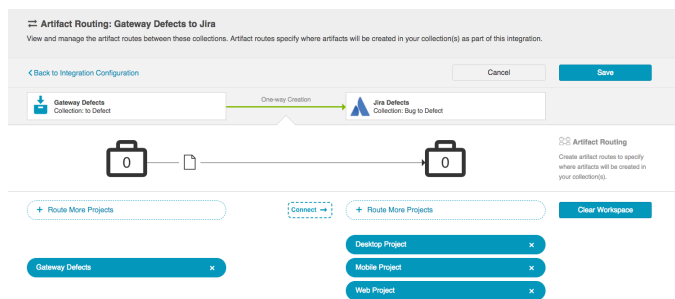 Artifact Routing: Gateway Defects to Jira
View and manage the artifact routes between these collections. Artifact routes specify where artifacts will be created in your collection(s) as part of this integration.
Back to Integration Configuration
Cancel
Save
Gateway Defects
Collection: to Defect
One-way Creation
Jira Defects
Collection: Bug to Defect
0
0
Artifact Routing
Create artifact routes to specify
where artifacts will be created in
your collection(s).
+ Route More Projects
Connect →
+ Route More Projects
Clear Workspace
Desktop Project ×
Gateway Defects ×
Mobile Project ×
Web Project ×